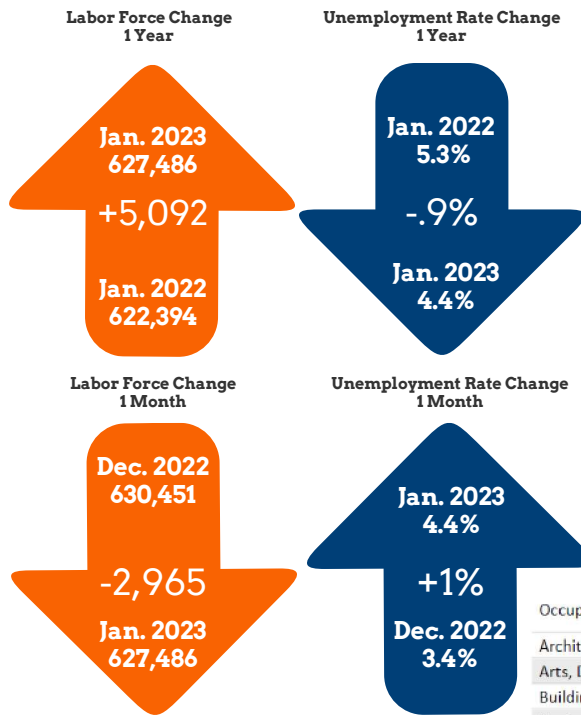 Labor Force Change
1 Year
Jan. 2023
627,486
+5,092
Jan. 2022
622,394
Unemployment Rate Change
1 Year
Jan. 2022
5.3%
-.9%
Jan. 2023
4.4%
Labor Force Change
1 Month
Dec. 2022
630,451
-2,965
Jan. 2023
627,486
Unemployment Rate Change
1 Month
Jan. 2023
4.4%
+1%
Dec. 2022
3.4%
Arts,